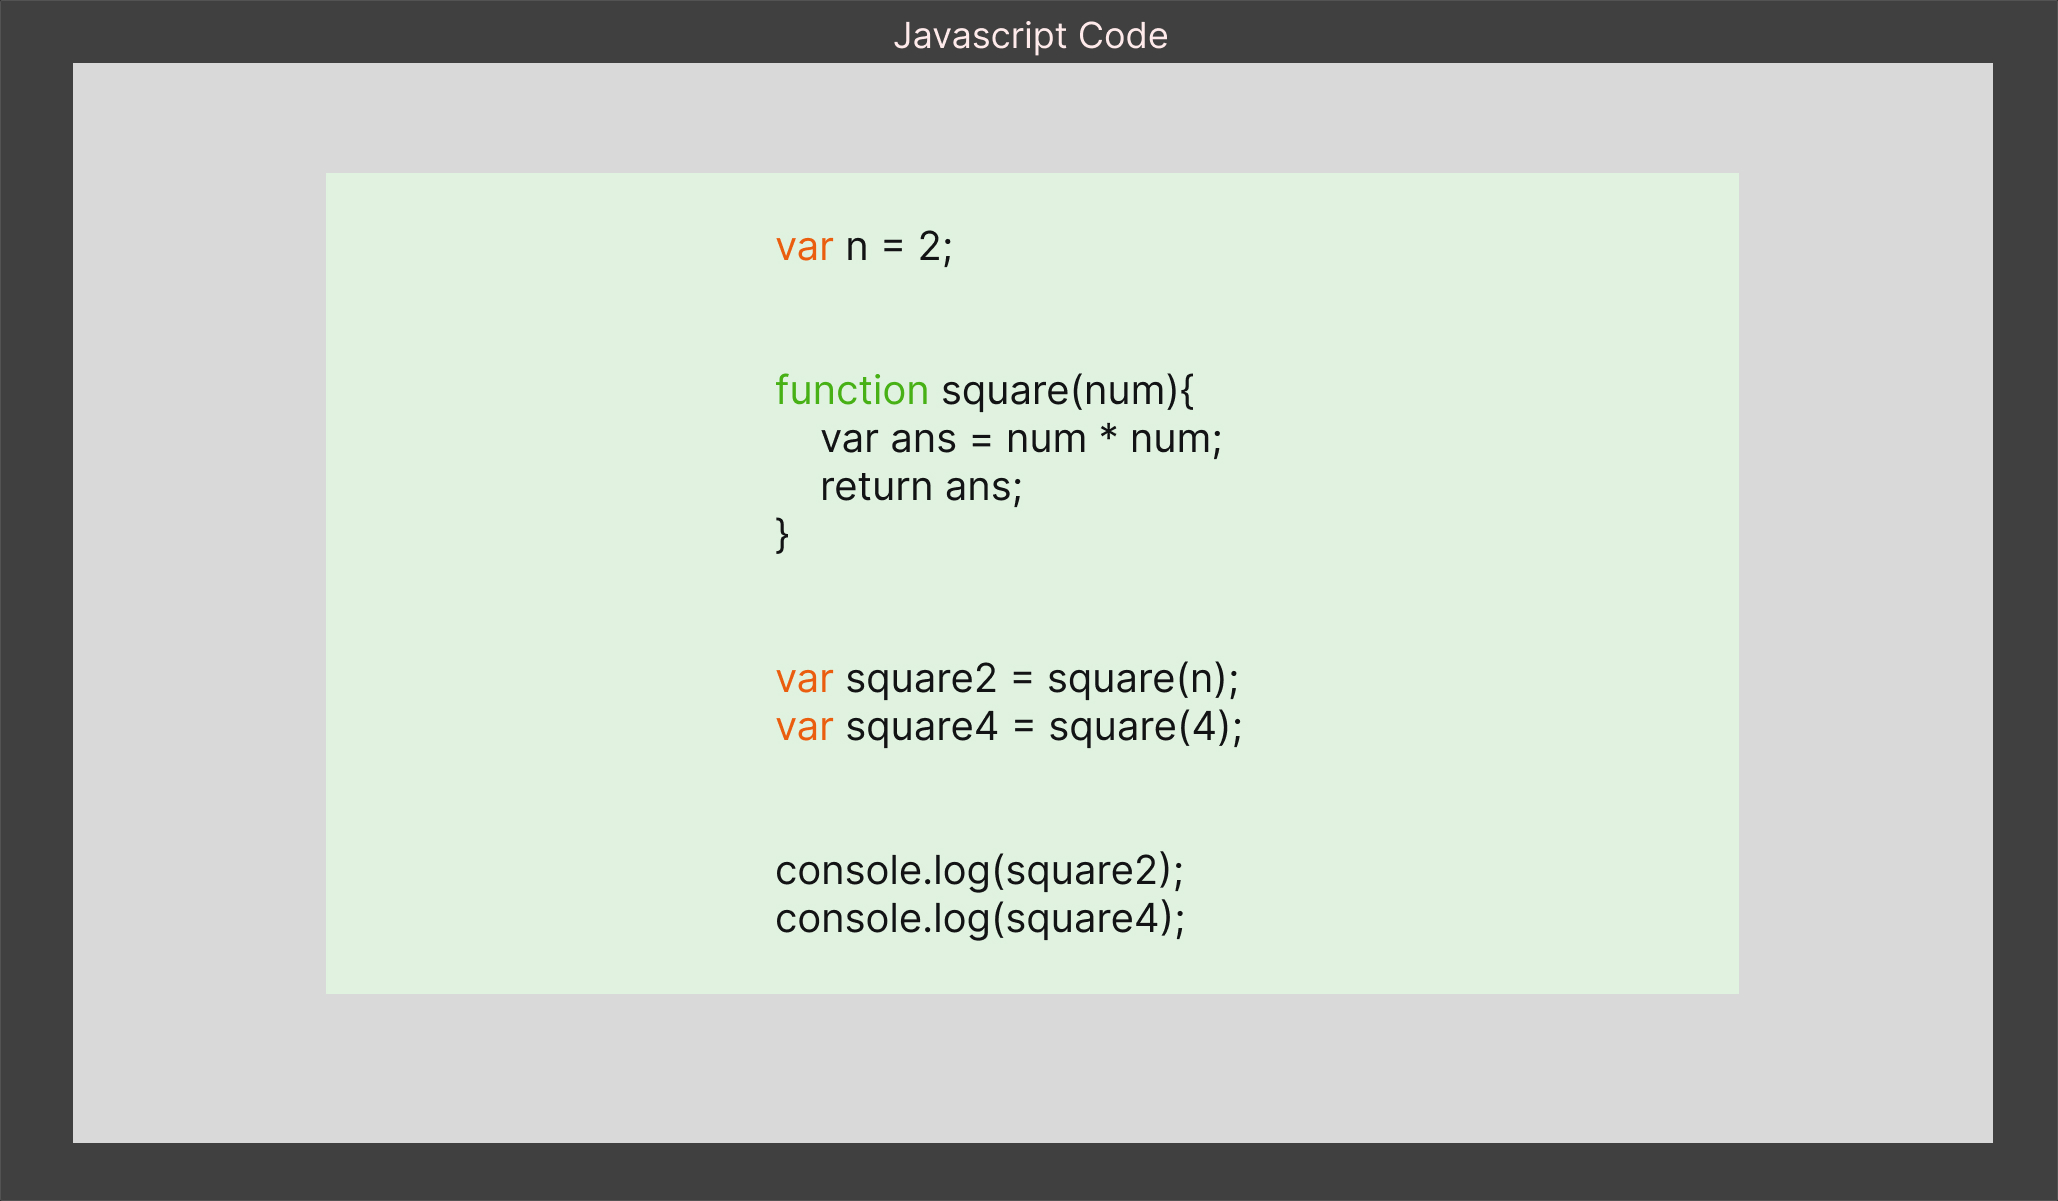 Javascript Code
var n = 2;
function square(num){
var ans = num * num;
return ans;
}
var square2 = square(n);
var square4 = square(4);
console.log(square2);
console.log(square4);